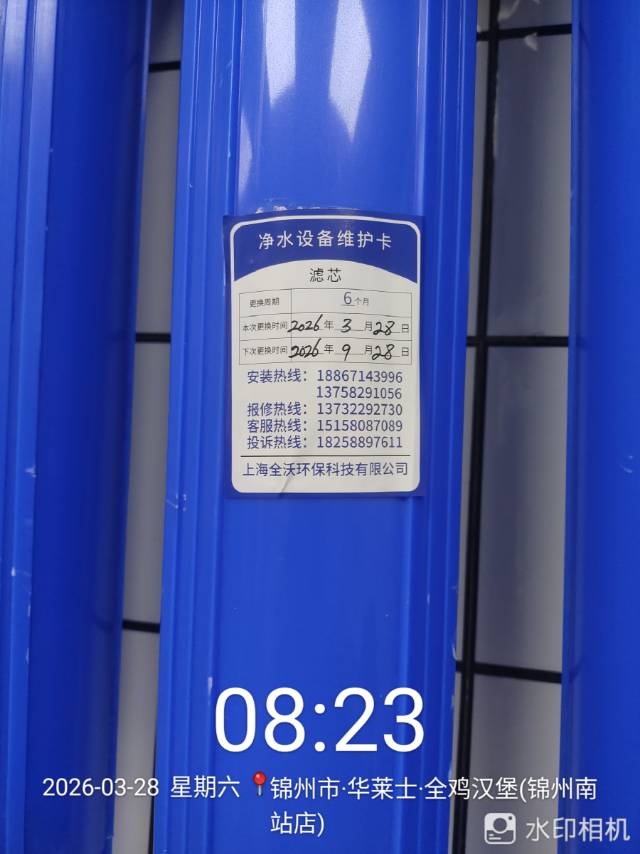 净水设备维护卡
滤芯
更换周期 6个月
本次更换时间 2026年 3 月 28 日
下次更换时间 2026年 9 月 28 日
安装热线：18867143996
13758291056
报修热线：13732292730
客服热线：15158087089
投诉热线：18258897611
上海全沃环保科技有限公司
08:23
2026-03-28 星期六 锦州市·华莱士·全鸡汉堡(锦州南
站店)
水印相机